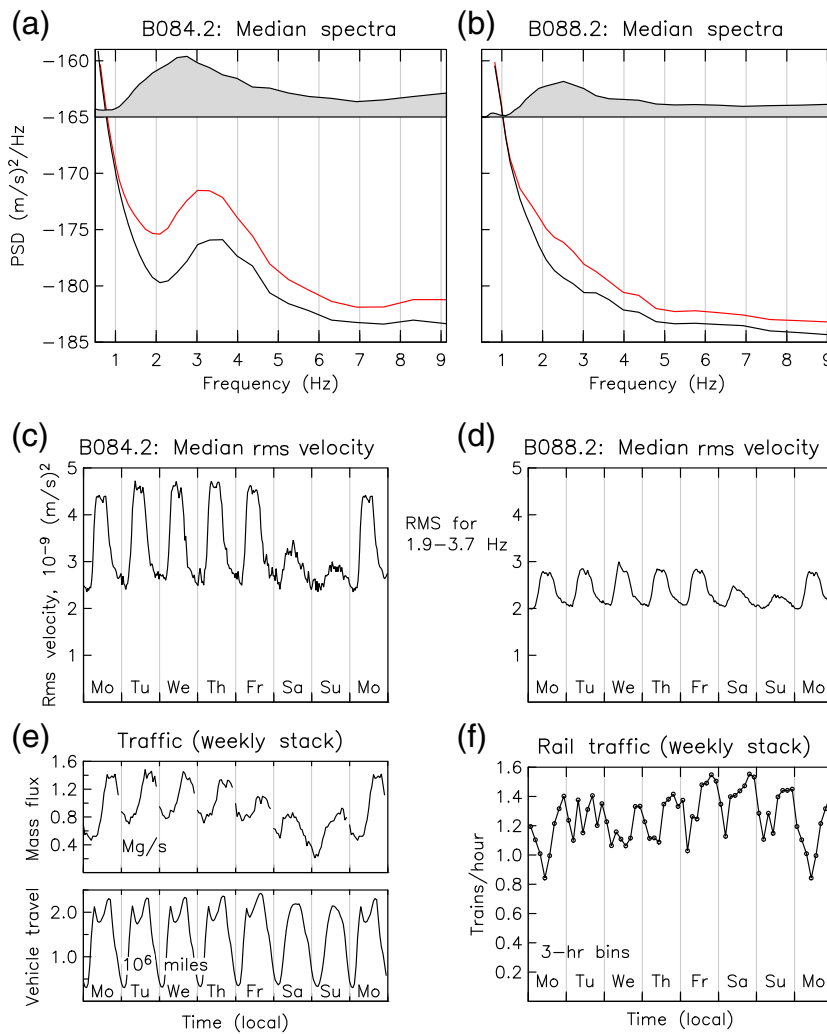 (a) B084.2: Median spectra
−160
−165
−170
−175
−180
−185
PSD (m/s)²/Hz
1 2 3 4 5 6 7 8 9
Frequency (Hz)
(b) B088.2: Median spectra
1 2 3 4 5 6 7 8 9
Frequency (Hz)
(c) B084.2: Median rms velocity
5
4
3
2
1
Rms velocity, 10⁻⁹ (m/s)²
Mo Tu We Th Fr Sa Su Mo
RMS for
1.9−3.7 Hz
(d) B088.2: Median rms velocity
5
4
3
2
1
Mo Tu We Th Fr Sa Su Mo
(e) Traffic (weekly stack)
1.6
1.2
0.8
0.4
Mass flux
Mg/s
2.0
1.0
Vehicle travel
10⁶ miles
Mo Tu We Th Fr Sa Su Mo
Time (local)
(f) Rail traffic (weekly stack)
1.6
1.4
1.2
1.0
0.8
0.6
0.4
0.2
Trains/hour
3−hr bins
Mo Tu We Th Fr Sa Su Mo
Time (local)